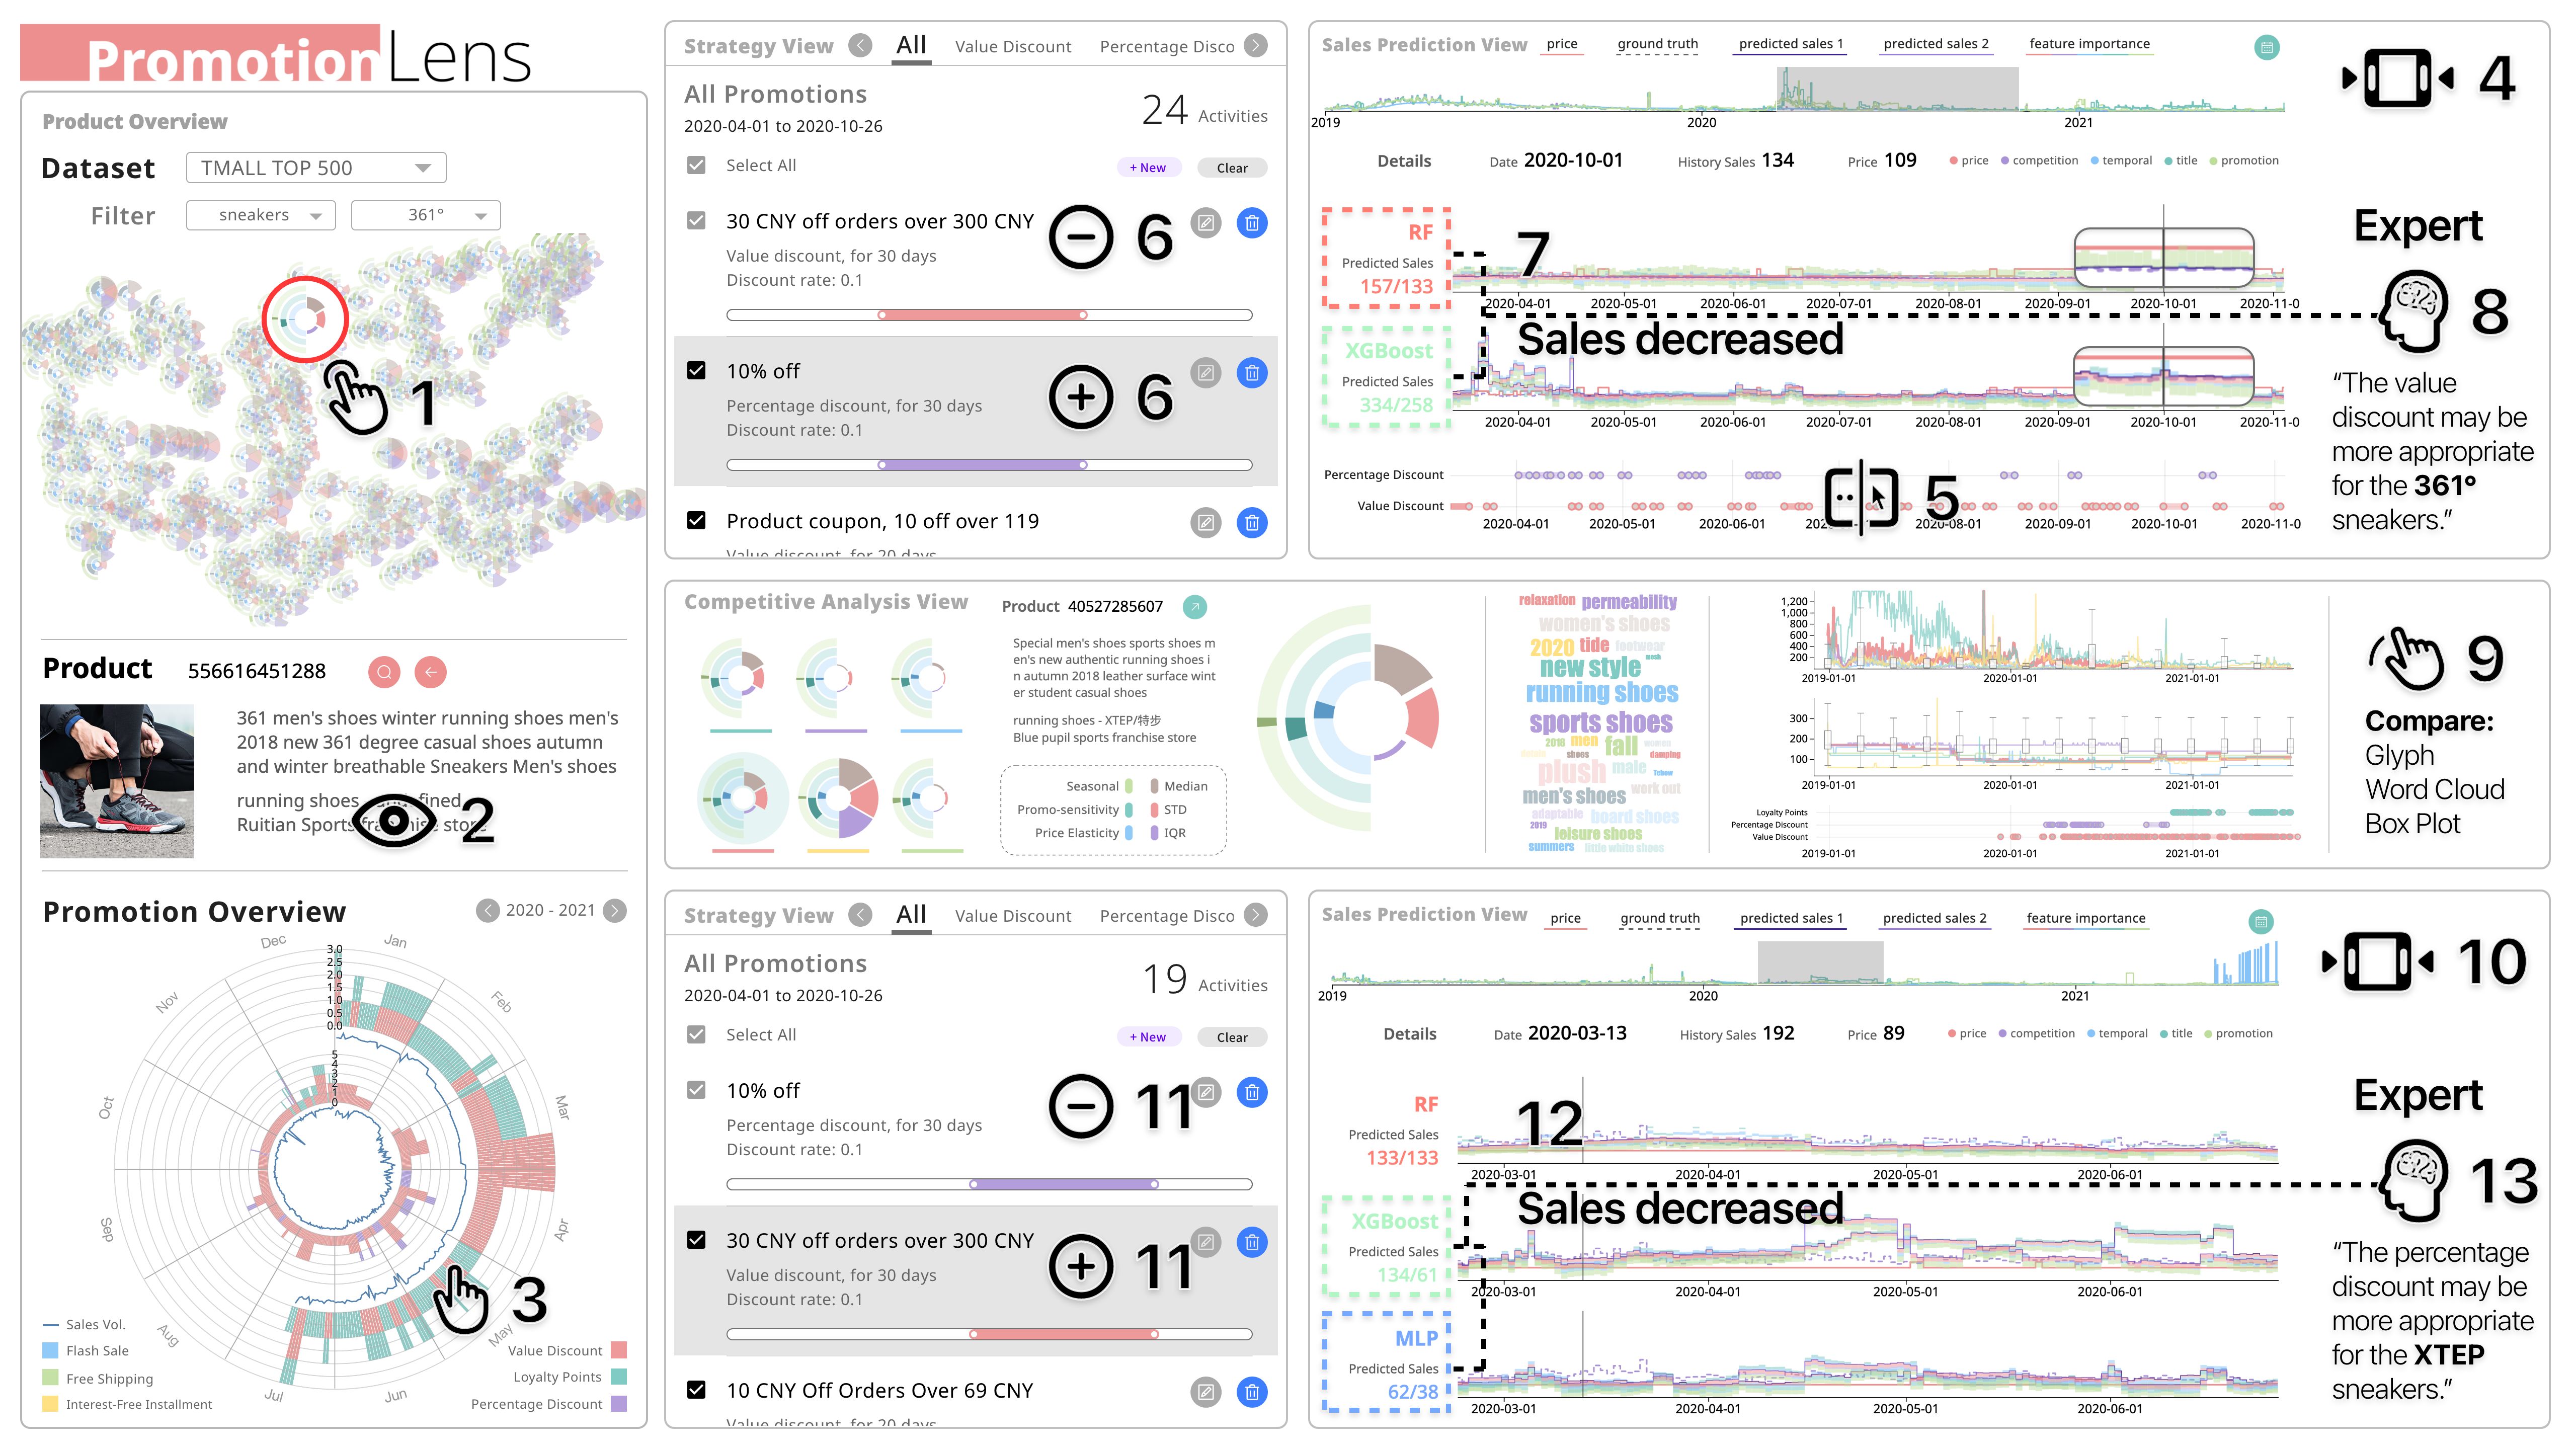 PromotionLens
Product Overview
Dataset TMALL TOP 500
Filter sneakers 361°
1
Product 556616451288
361 men's shoes winter running shoes men's
2018 new 361 degree casual shoes autumn
and winter breathable Sneakers Men's shoes
running shoes
Ruitian Sports store
2
Promotion Overview 2020 - 2021
Dec Jan
Nov Feb
Oct Mar
Sep Apr
Aug May
Jul Jun
3.0
2.5
2.0
1.5
1.0
0.5
0.0
5
4
3
2
1
0
3
Sales Vol.
Flash Sale Value Discount
Free Shipping Loyalty Points
Interest-Free Installment Percentage Discount
Strategy View All Value Discount Percentage Disco
All Promotions
2020-04-01 to 2020-10-26
24 Activities
Select All + New Clear
30 CNY off orders over 300 CNY 6
Value discount, for 30 days
Discount rate: 0.1
10% off 6
Percentage discount, for 30 days
Discount rate: 0.1
Product coupon, 10 off over 119
Value discount, for 20 days
Sales Prediction View price ground truth predicted sales 1 predicted sales 2 feature importance
4
2019 2020 2021
Details Date 2020-10-01 History Sales 134 Price 109 price competition temporal title promotion
RF
Predicted Sales
157/133
7
2020-04-01 2020-05-01 2020-06-01 2020-07-01 2020-08-01 2020-09-01 2020-10-01 2020-11-0
Sales decreased
XGBoost
Predicted Sales
334/258
2020-04-01 2020-05-01 2020-06-01 2020-07-01 2020-08-01 2020-09-01 2020-10-01 2020-11-0
Percentage Discount
Value Discount
5
2020-04-01 2020-05-01 2020-06-01 2020-08-01 2020-09-01 2020-10-01 2020-11-0
Expert
8
“The value
discount may be
more appropriate
for the 361°
sneakers.”
Competitive Analysis View Product 40527285607
Special men's shoes sports shoes m
en's new authentic running shoes i
n autumn 2018 leather surface wint
er student casual shoes
running shoes - XTEP/特步
Blue pupil sports franchise store
Seasonal Median
Promo-sensitivity STD
Price Elasticity IQR
relaxation permeability
women's shoes
2020 tide footwear
new style mesh
running shoes
sports shoes
2018 men fall women
shoes damping
plush male Tokow
men's shoes work out
adaptable board shoes
2019 leisure shoes
summers little white shoes
1,200
1,000
800
600
400
200
2019-01-01 2020-01-01 2021-01-01
300
200
100
2019-01-01 2020-01-01 2021-01-01
Loyalty Points
Percentage Discount
Value Discount
2019-01-01 2020-01-01 2021-01-01
9
Compare:
Glyph
Word Cloud
Box Plot
Strategy View All Value Discount Percentage Disco
All Promotions
2020-04-01 to 2020-10-26
19 Activities
Select All + New Clear
10% off 11
Percentage discount, for 30 days
Discount rate: 0.1
30 CNY off orders over 300 CNY 11
Value discount, for 30 days
Discount rate: 0.1
10 CNY Off Orders Over 69 CNY
Value discount, for 20 days
Sales Prediction View price ground truth predicted sales 1 predicted sales 2 feature importance
10
2019 2020 2021
Details Date 2020-03-13 History Sales 192 Price 89 price competition temporal title promotion
RF
Predicted Sales
133/133
12
2020-03-01 2020-04-01 2020-05-01 2020-06-01
Sales decreased
XGBoost
Predicted Sales
134/61
2020-03-01 2020-04-01 2020-05-01 2020-06-01
MLP
Predicted Sales
62/38
2020-03-01 2020-04-01 2020-05-01 2020-06-01
Expert
13
“The percentage
discount may be
more appropriate
for the XTEP
sneakers.”